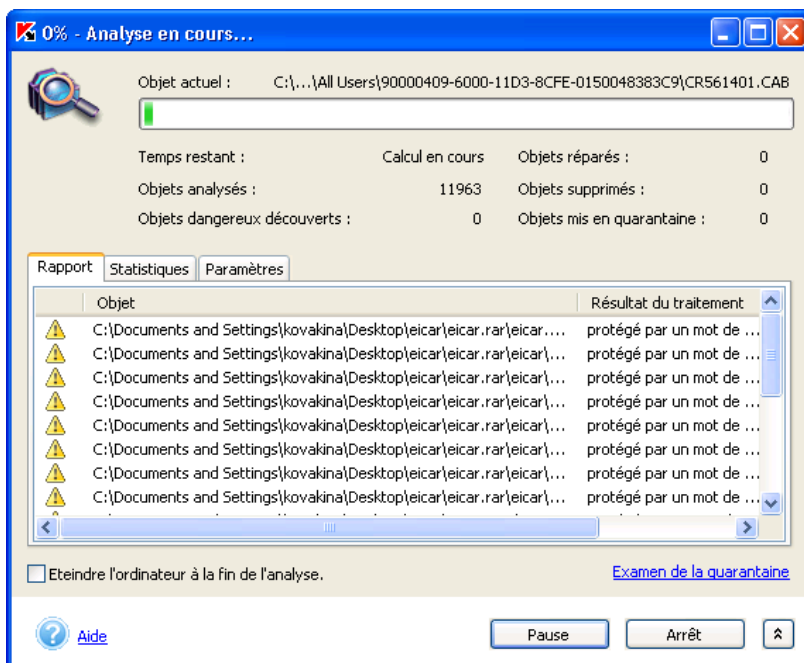 0% - Analyse en cours...
Objet actuel : C:\...\All Users\90000409-6000-11D3-8CFE-0150048383C9\CR561401.CAB
Temps restant : Calcul en cours Objets réparés : 0
Objets analysés : 11963 Objets supprimés : 0
Objets dangereux découverts : 0 Objets mis en quarantaine : 0
Rapport Statistiques Paramètres
Objet Résultat du traitement
C:\Documents and Settings\kovakina\Desktop\eicar\eicar.rar\eicar.... protégé par un mot de ...
C:\Documents and Settings\kovakina\Desktop\eicar\eicar.rar\eicar\... protégé par un mot de ...
C:\Documents and Settings\kovakina\Desktop\eicar\eicar.rar\eicar\... protégé par un mot de ...
C:\Documents and Settings\kovakina\Desktop\eicar\eicar.rar\eicar\... protégé par un mot de ...
C:\Documents and Settings\kovakina\Desktop\eicar\eicar.rar\eicar\... protégé par un mot de ...
C:\Documents and Settings\kovakina\Desktop\eicar\eicar.rar\eicar\... protégé par un mot de ...
C:\Documents and Settings\kovakina\Desktop\eicar\eicar.rar\eicar\... protégé par un mot de ...
C:\Documents and Settings\kovakina\Desktop\eicar\eicar.rar\eicar\... protégé par un mot de ...
Eteindre l'ordinateur à la fin de l'analyse. Examen de la quarantaine
Aide Pause Arrêt